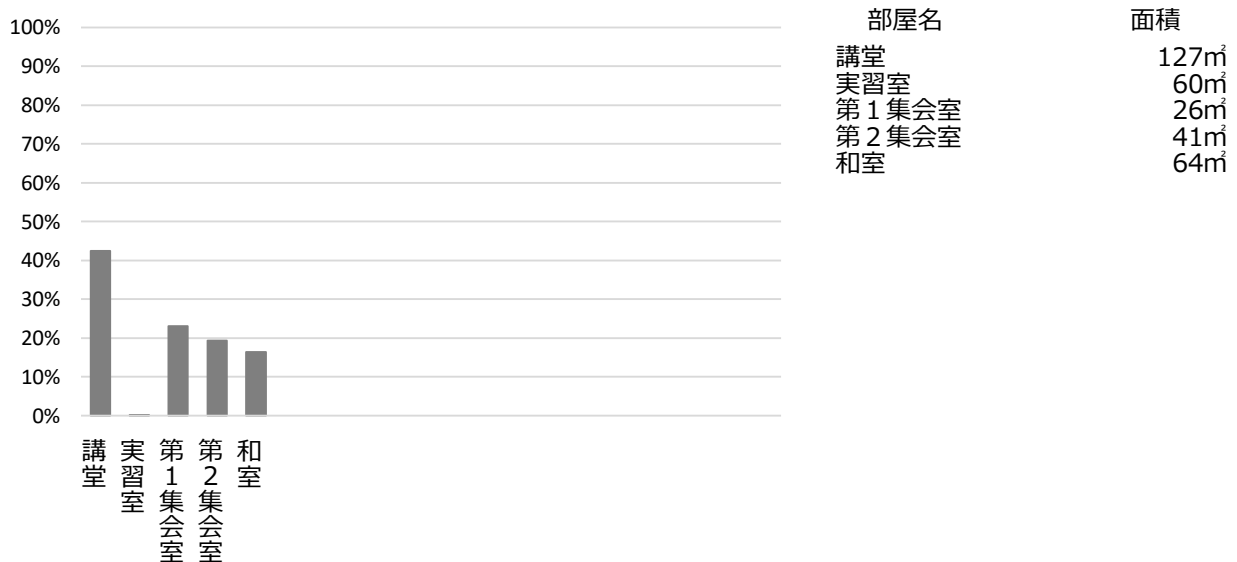 100%
90%
80%
70%
60%
50%
40%
30%
20%
10%
0%
講堂
実習室
第１集会室
第２集会室
和室
部屋名 面積
講堂 127㎡
実習室 60㎡
第１集会室 26㎡
第２集会室 41㎡
和室 64㎡